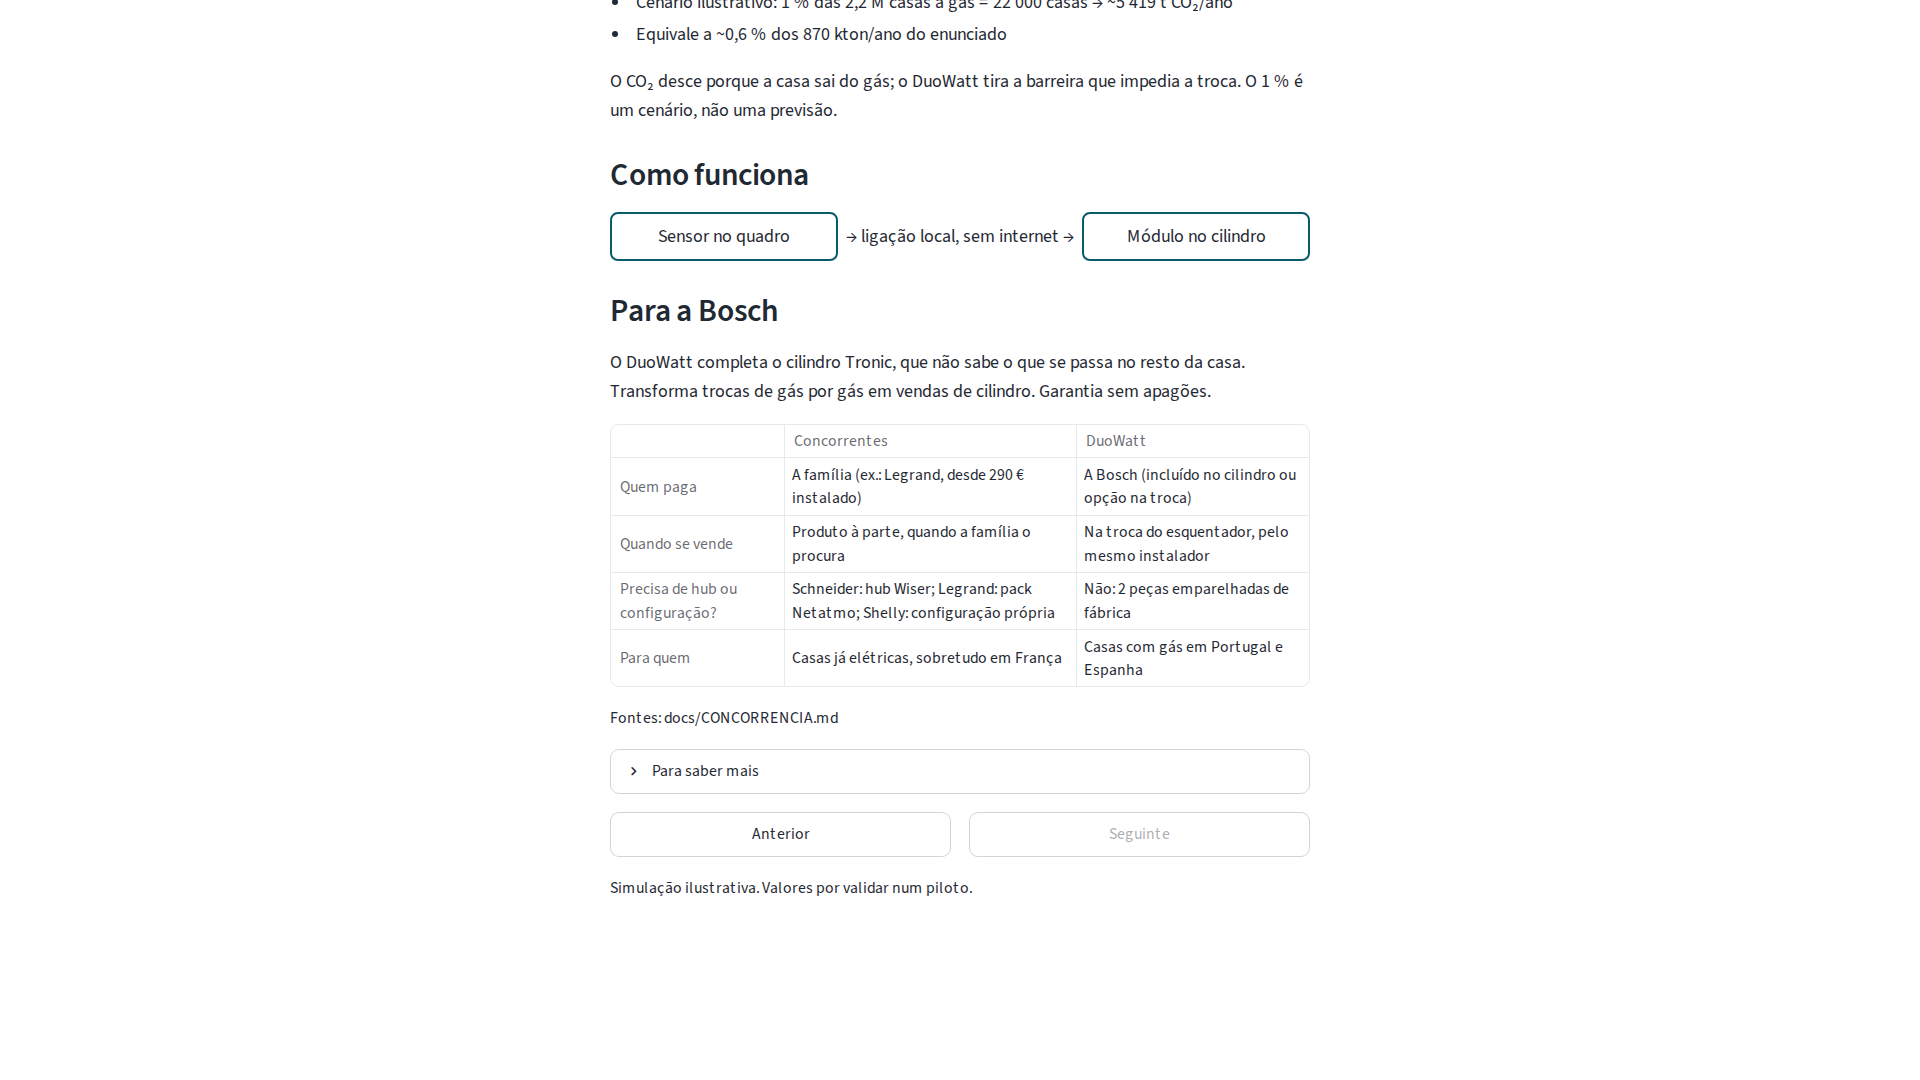 Cenário ilustrativo: 1 % das 2,2 M casas a gás = 22 000 casas → ~5 419 t CO₂/ano
Equivale a ~0,6 % dos 870 kton/ano do enunciado
O CO₂ desce porque a casa sai do gás; o DuoWatt tira a barreira que impedia a troca. O 1 % é
um cenário, não uma previsão.
Como funciona
Sensor no quadro
→ ligação local, sem internet →
Módulo no cilindro
Para a Bosch
O DuoWatt completa o cilindro Tronic, que não sabe o que se passa no resto da casa.
Transforma trocas de gás por gás em vendas de cilindro. Garantia sem apagões.
Concorrentes
DuoWatt
Quem paga
A família (ex.: Legrand, desde 290 €
instalado)
A Bosch (incluído no cilindro ou
opção na troca)
Quando se vende
Produto à parte, quando a família o
procura
Na troca do esquentador, pelo
mesmo instalador
Precisa de hub ou
configuração?
Schneider: hub Wiser; Legrand: pack
Netatmo; Shelly: configuração própria
Não: 2 peças emparelhadas de
fábrica
Para quem
Casas já elétricas, sobretudo em França
Casas com gás em Portugal e
Espanha
Fontes: docs/CONCORRENCIA.md
Para saber mais
Anterior
Seguinte
Simulação ilustrativa. Valores por validar num piloto.